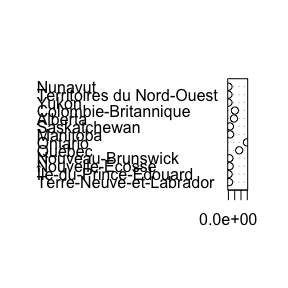 Nunavut
Territoires du Nord-Ouest
Yukon
Colombie-Britannique
Alberta
Saskatchewan
Manitoba
Ontario
Québec
Nouveau-Brunswick
Nouvelle-Écosse
Île-du-Prince-Édouard
Terre-Neuve-et-Labrador
0.0e+00